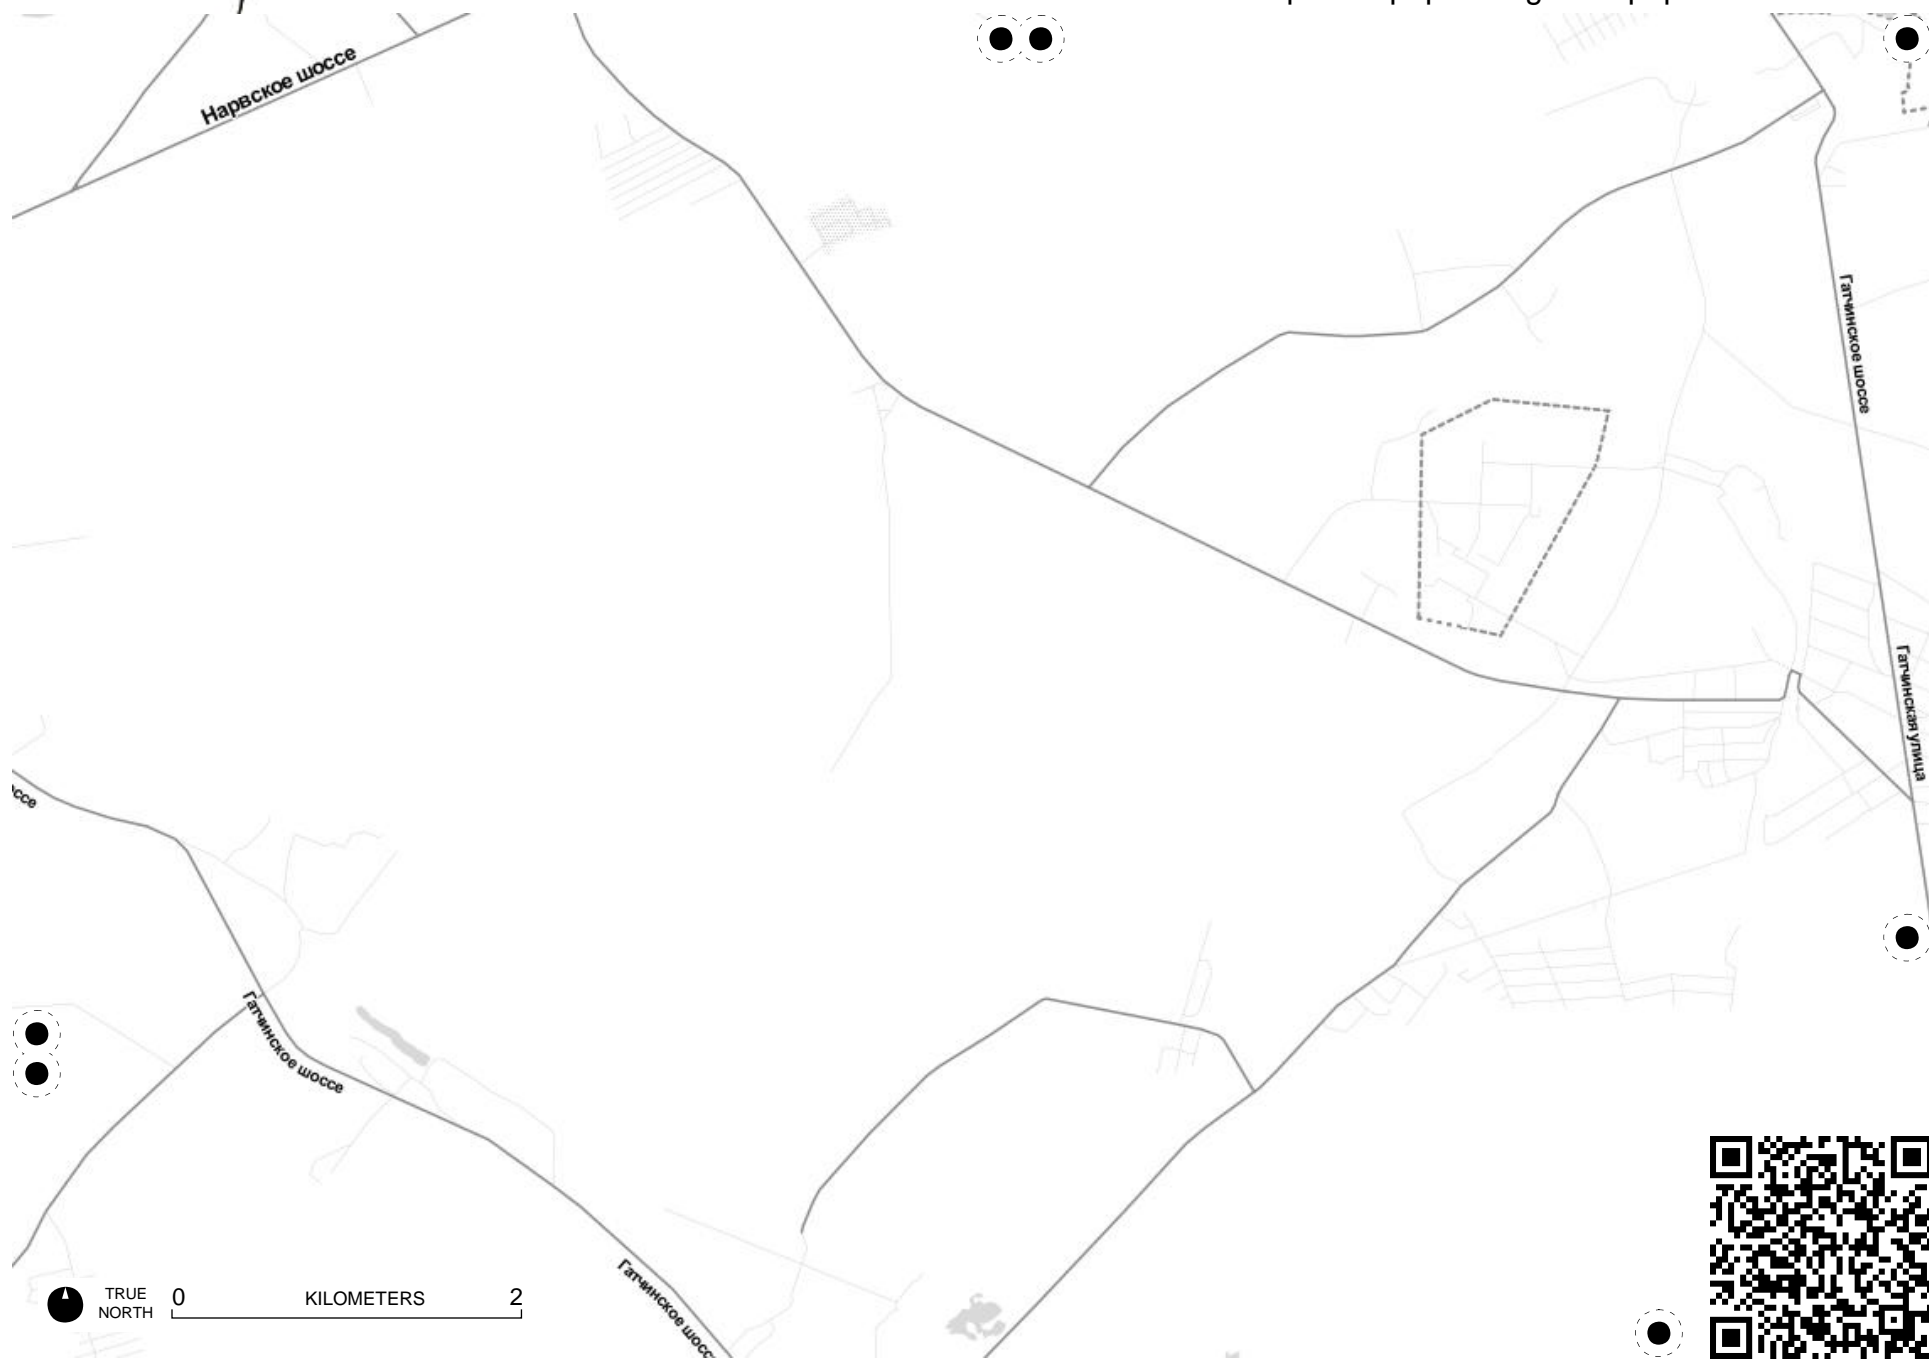 Нарвское шоссе
Гатчинское шоссе
Гатчинская улица
Гатчинское шоссе
TRUE
NORTH
0 KILOMETERS 2